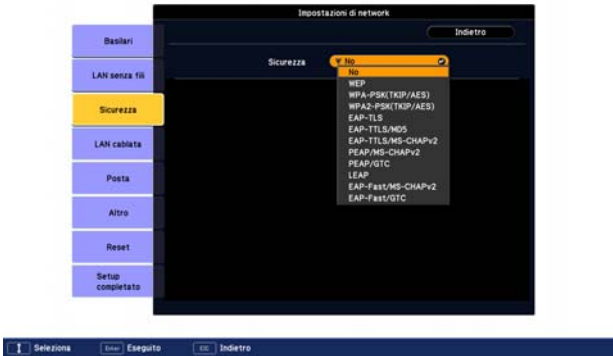 Impostazioni di network
Indietro
Basilari
LAN senza fili
Sicurezza
LAN cablata
Posta
Altro
Reset
Setup
completato
Sicurezza
No
No
WEP
WPA-PSK(TKIP/AES)
WPA2-PSK(TKIP/AES)
EAP-TLS
EAP-TTLS/MD5
EAP-TTLS/MS-CHAPv2
PEAP/MS-CHAPv2
PEAP/GTC
LEAP
EAP-Fast/MS-CHAPv2
EAP-Fast/GTC
Seleziona Enter Eseguito ESC Indietro